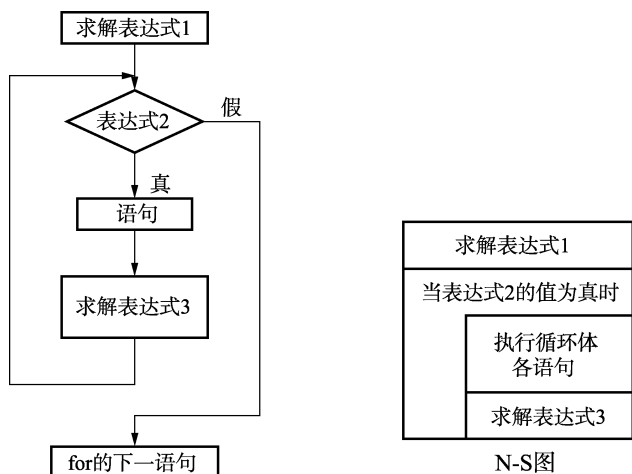 求解表达式1
表达式2
假
真
语句
求解表达式3
for的下一语句
求解表达式1
当表达式2的值为真时
执行循环体
各语句
求解表达式3
N-S图